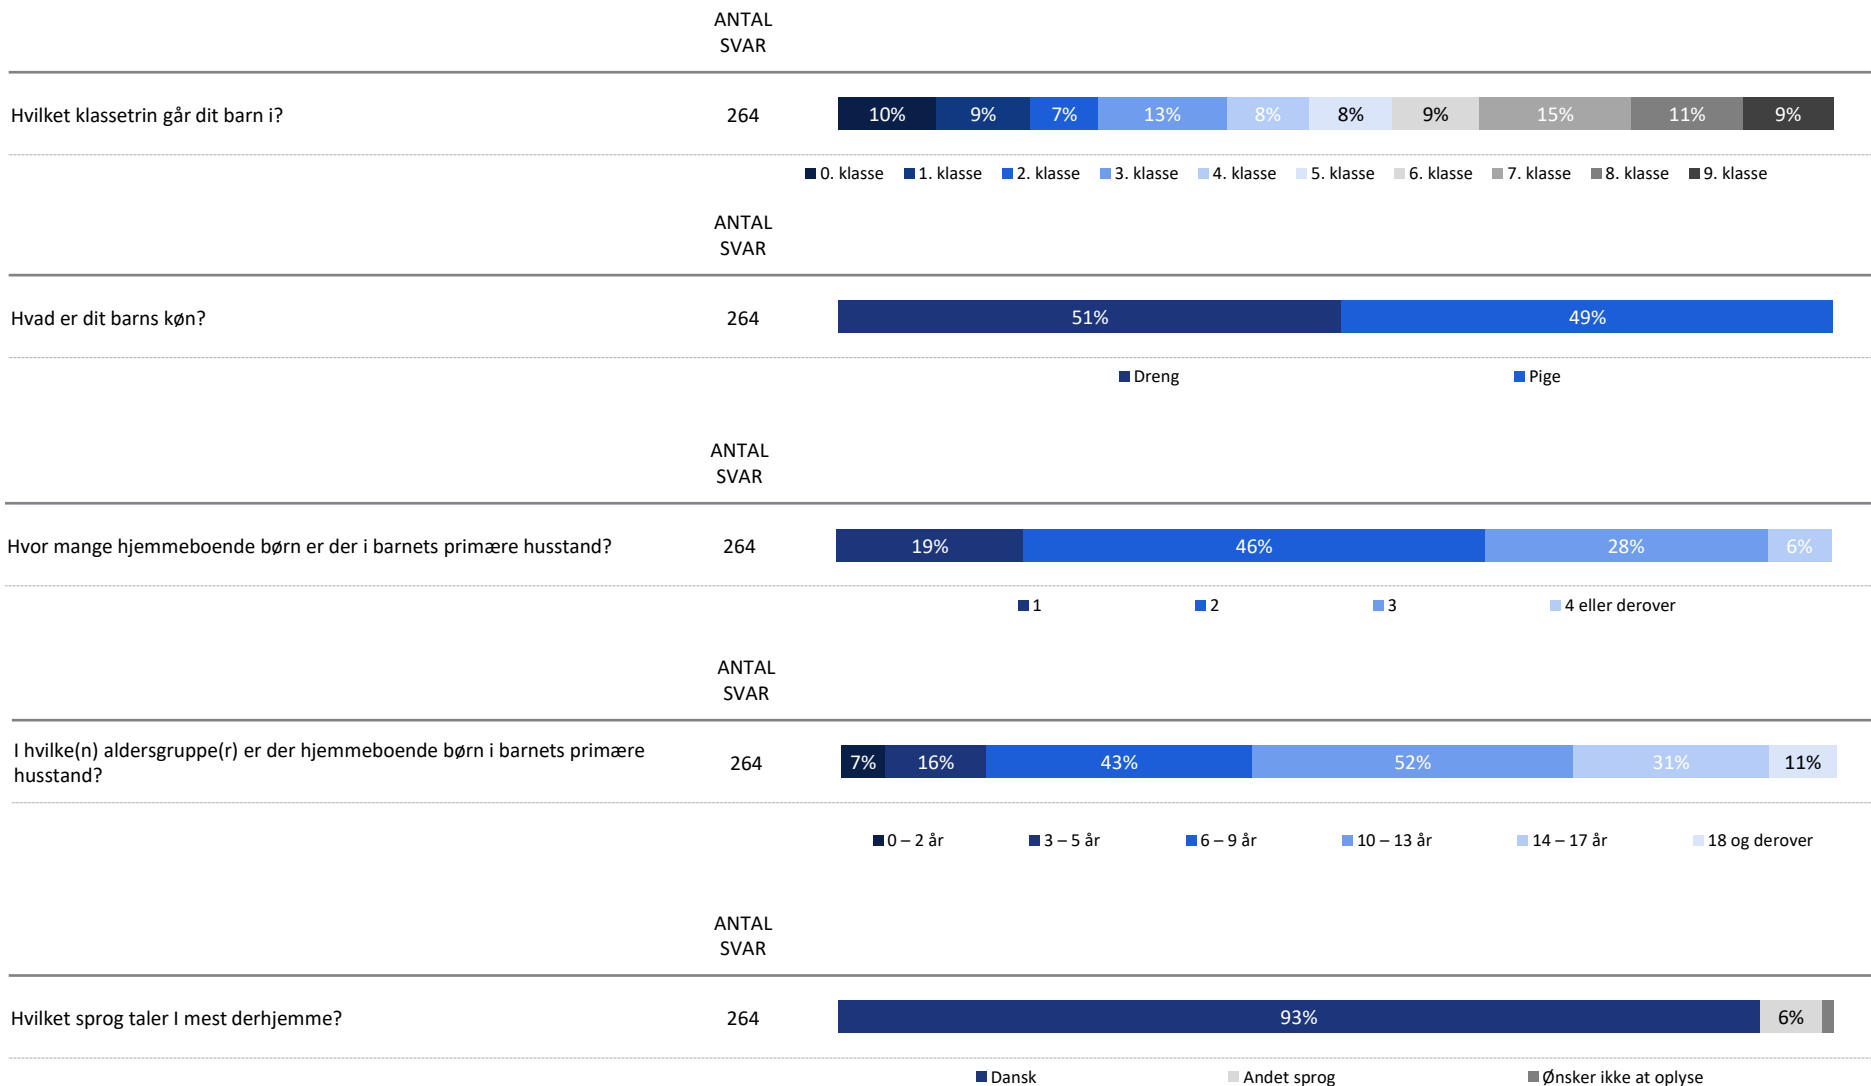 ANTAL
SVAR
Hvilket klassetrin går dit barn i?
264
10% 9% 7% 13% 8% 8% 9% 15% 11% 9%
0. klasse 1. klasse 2. klasse 3. klasse 4. klasse 5. klasse 6. klasse 7. klasse 8. klasse 9. klasse
ANTAL
SVAR
Hvad er dit barns køn?
264
51% 49%
Dreng Pige
ANTAL
SVAR
Hvor mange hjemmeboende børn er der i barnets primære husstand?
264
19% 46% 28% 6%
1 2 3 4 eller derover
ANTAL
SVAR
I hvilke(n) aldersgruppe(r) er der hjemmeboende børn i barnets primære
husstand?
264
7% 16% 43% 52% 31% 11%
0 – 2 år 3 – 5 år 6 – 9 år 10 – 13 år 14 – 17 år 18 og derover
ANTAL
SVAR
Hvilket sprog taler I mest derhjemme?
264
93% 6%
Dansk Andet sprog Ønsker ikke at oplyse